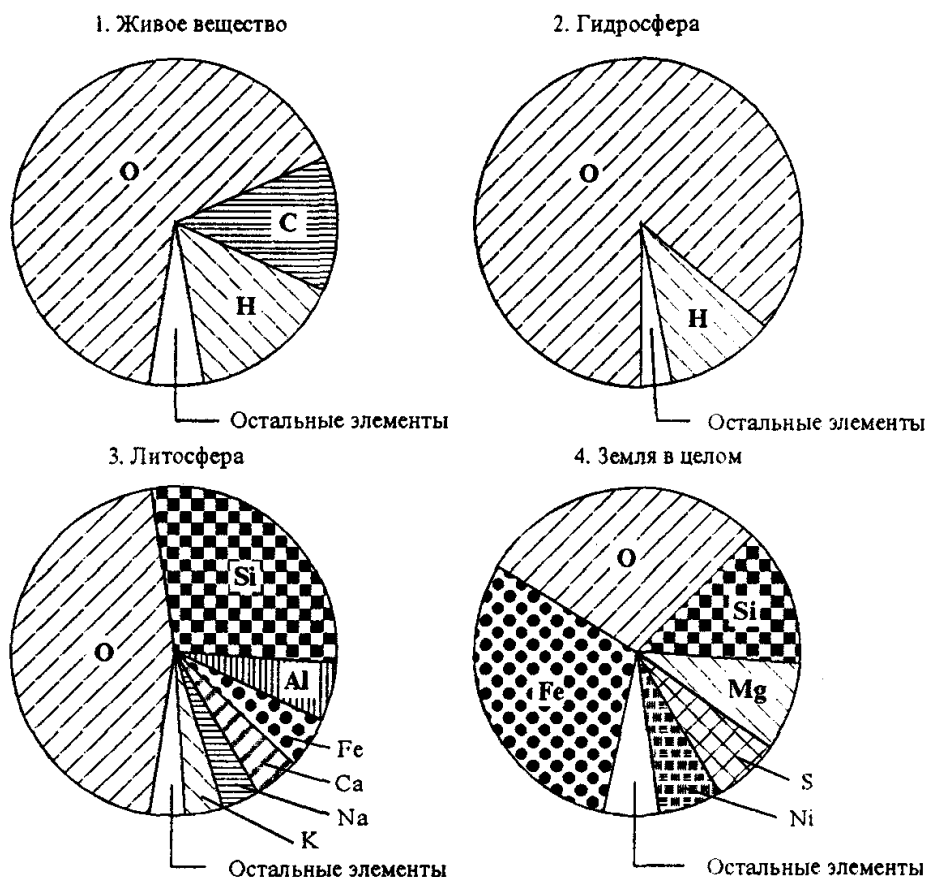 1. Живое вещество
2. Гидросфера
O
C
H
Остальные элементы
O
H
Остальные элементы
3. Литосфера
4. Земля в целом
Si
O
Al
Fe
Ca
Na
K
Остальные элементы
O
Si
Fe
Mg
S
Ni
Остальные элементы